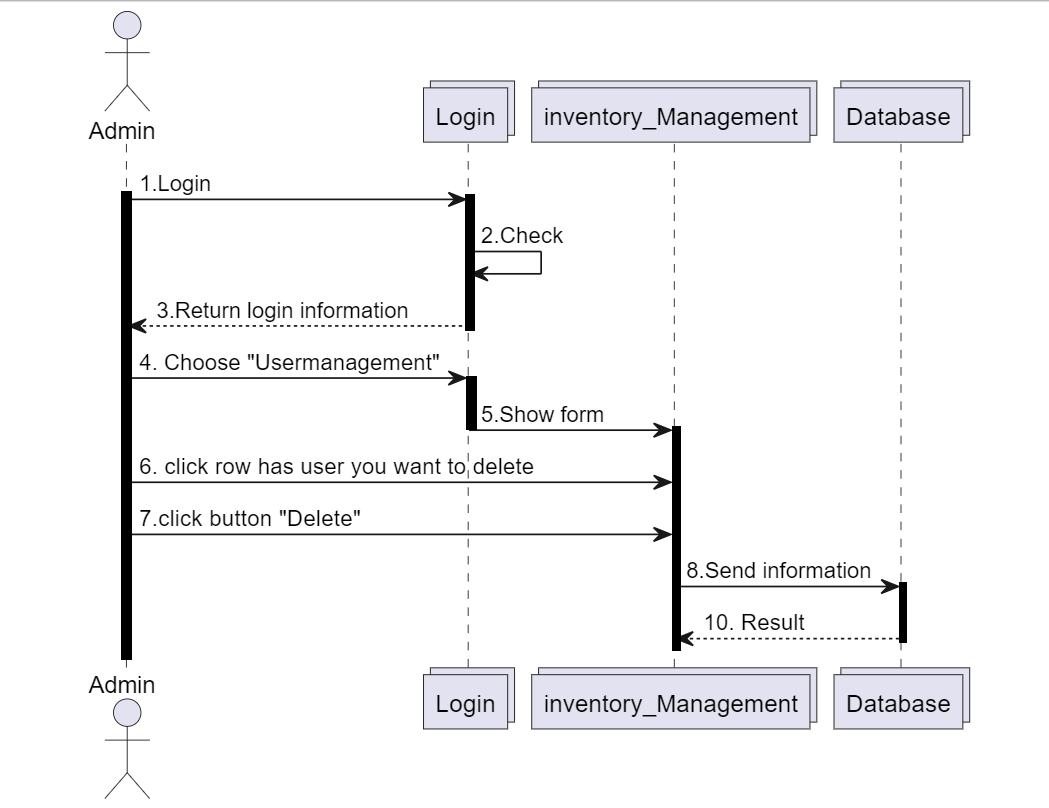 Admin
Login
inventory_Management
Database
1.Login
2.Check
3.Return login information
4. Choose "Usermanagement"
5.Show form
6. click row has user you want to delete
7.click button "Delete"
8.Send information
10. Result
Admin
Login
inventory_Management
Database